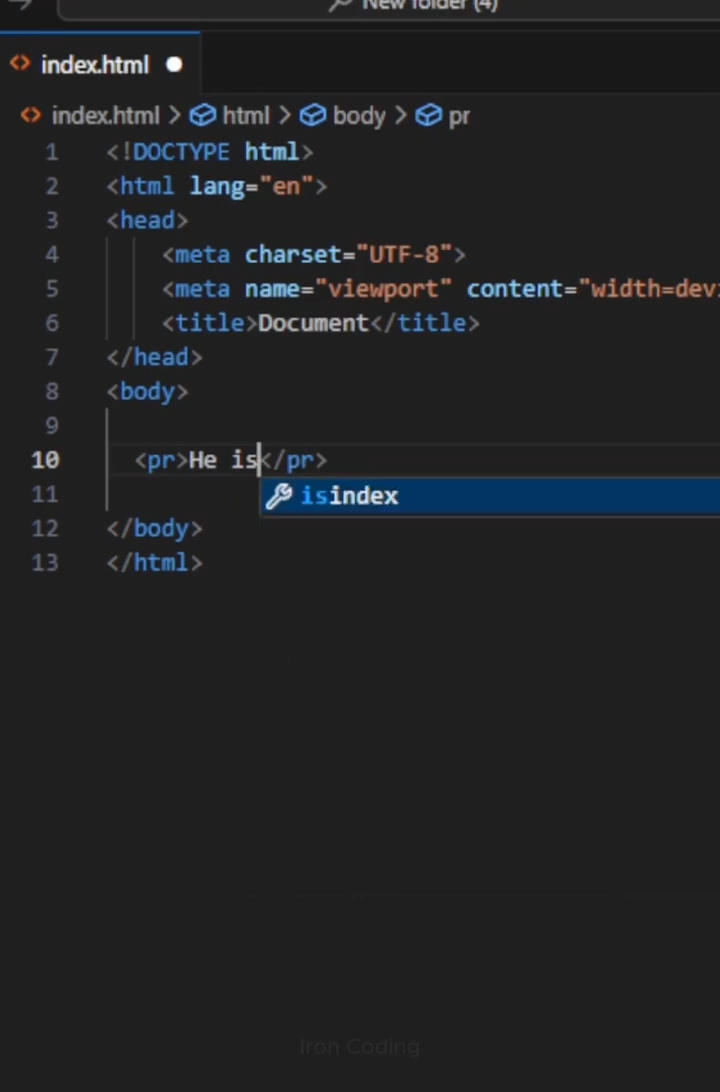 New folder (4)
index.html
index.html > html > body > pr
1 <!DOCTYPE html>
2 <html lang="en">
3 <head>
4 <meta charset="UTF-8">
5 <meta name="viewport" content="width=devi
6 <title>Document</title>
7 </head>
8 <body>
9
10 <pr>He is</pr>
isindex
11
12 </body>
13 </html>
Iron Coding